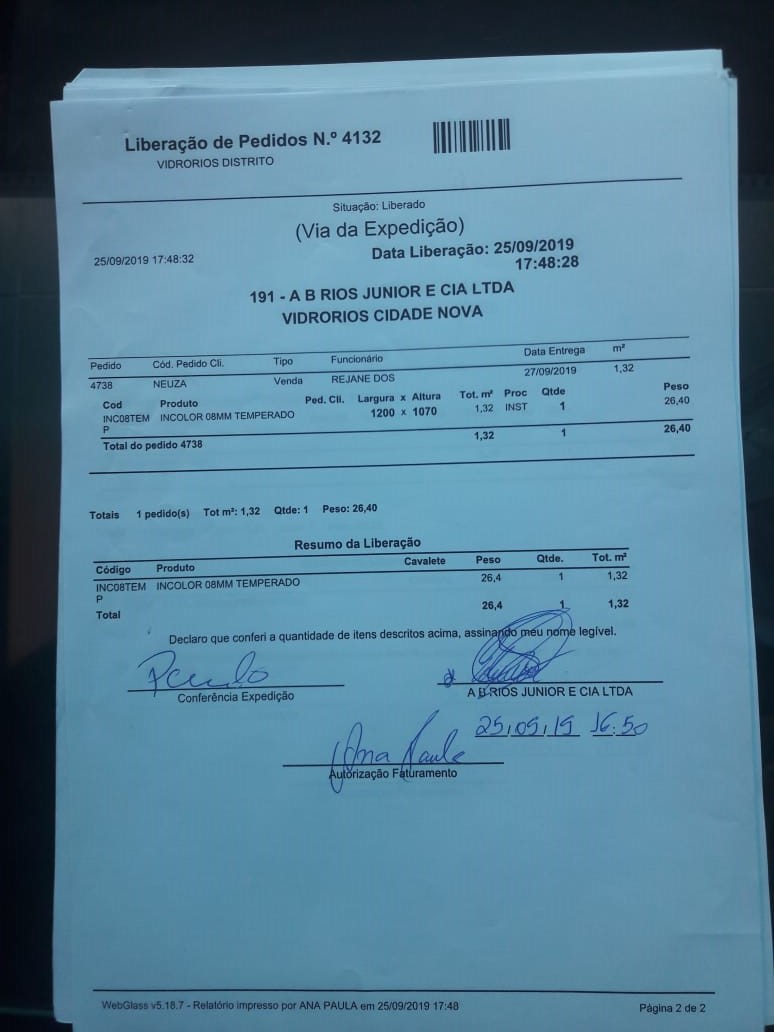 Liberação de Pedidos N.º 4132
VIDRORIOS DISTRITO
Situação: Liberado
(Via da Expedição)
25/09/2019 17:48:32
Data Liberação: 25/09/2019
17:48:28
191 - A B RIOS JUNIOR E CIA LTDA
VIDRORIOS CIDADE NOVA
Pedido Cód. Pedido Cli. Tipo Funcionário Data Entrega m²
4738 NEUZA Venda REJANE DOS 27/09/2019 1,32
Cod Produto Ped. Cli. Largura x Altura Tot. m² Proc Qtde Peso
INC08TEM INCOLOR 08MM TEMPERADO 1200 x 1070 1,32 INST 1 26,40
P
Total do pedido 4738 1,32 1 26,40
Totais 1 pedido(s) Tot m²: 1,32 Qtde: 1 Peso: 26,40
Resumo da Liberação
Código Produto Cavalete Peso Qtde. Tot. m²
INC08TEM INCOLOR 08MM TEMPERADO 26,4 1 1,32
P
Total 26,4 1 1,32
Declaro que conferi a quantidade de itens descritos acima, assinando meu nome legível.
Paulo
Conferência Expedição
A B RIOS JUNIOR E CIA LTDA
25/09/19 16:50
Ana Paula
Autorização Faturamento
WebGlass v5.18.7 - Relatório impresso por ANA PAULA em 25/09/2019 17:48
Página 2 de 2